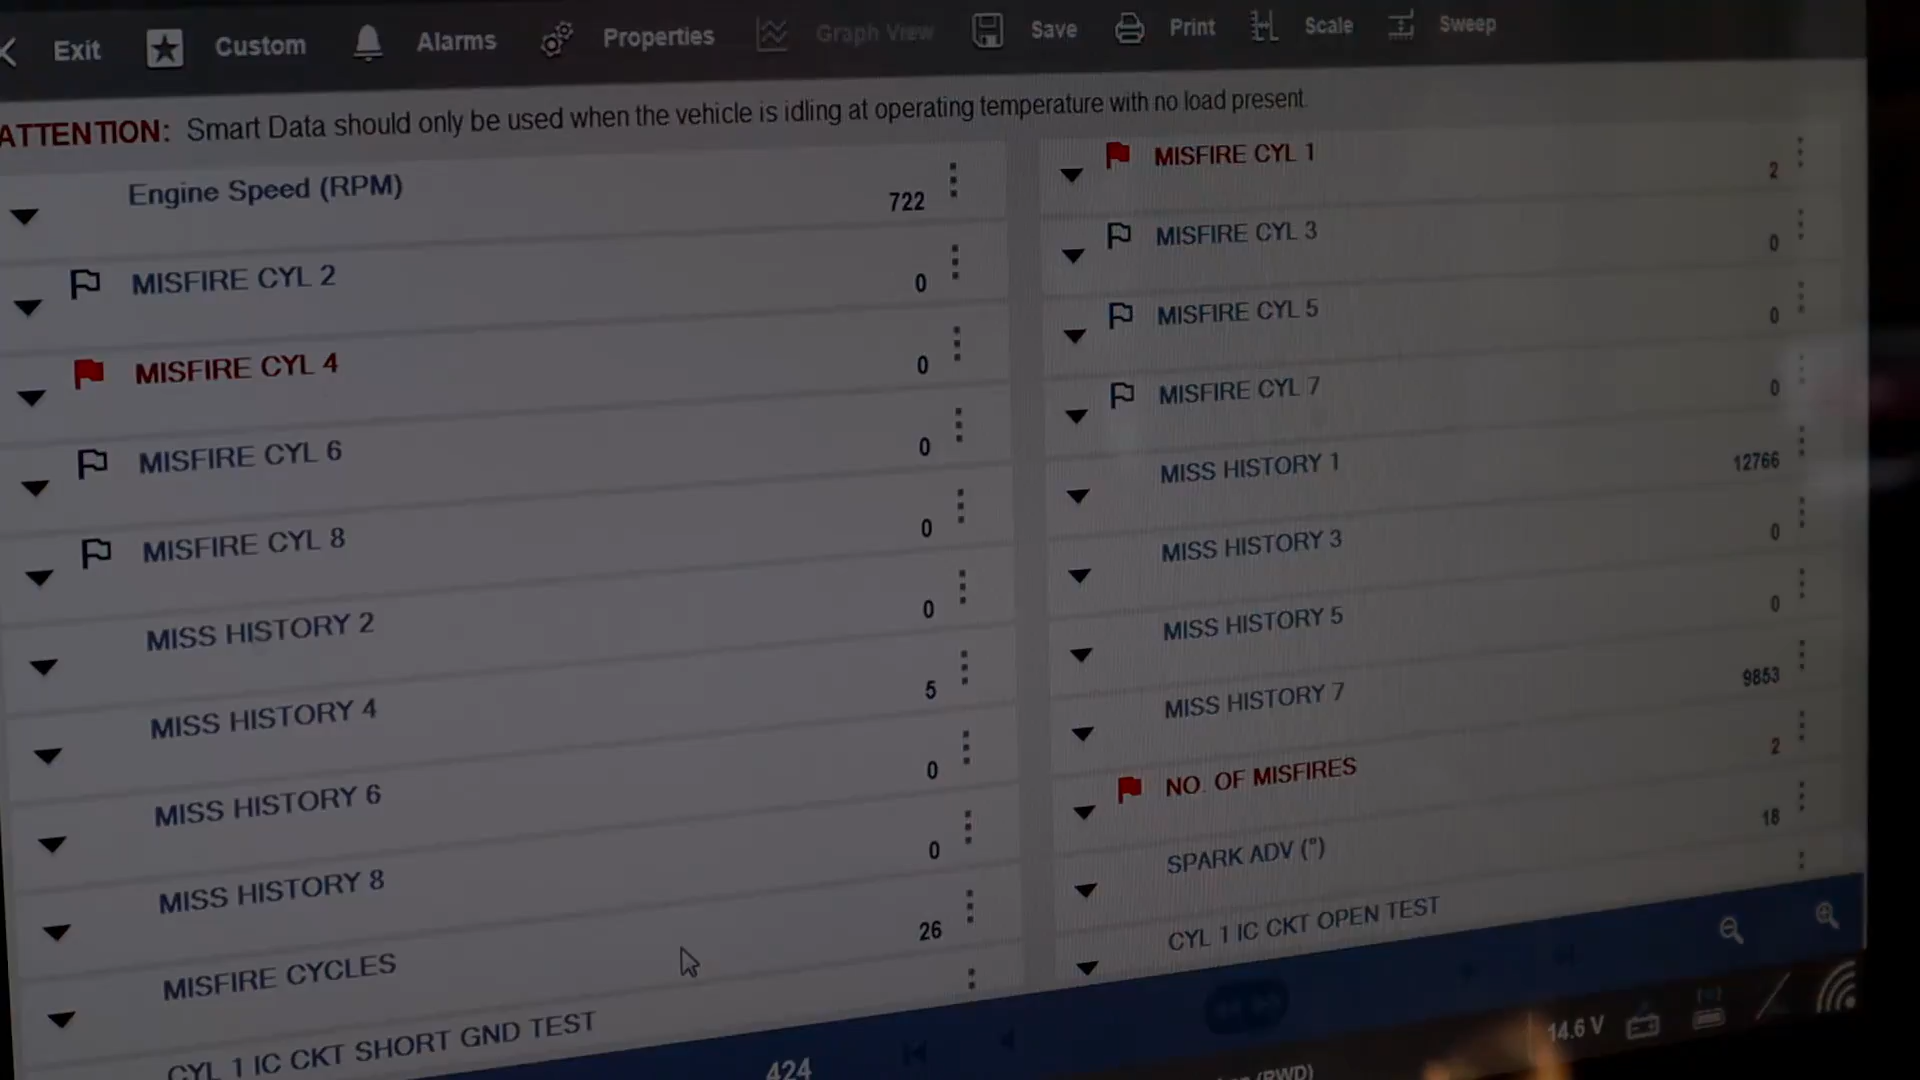 Exit Custom Alarms Properties Graph View Save Print Scale Sweep
ATTENTION: Smart Data should only be used when the vehicle is idling at operating temperature with no load present.
Engine Speed (RPM) 722
MISFIRE CYL 2 0
MISFIRE CYL 4 0
MISFIRE CYL 6 0
MISFIRE CYL 8 0
MISS HISTORY 2 0
MISS HISTORY 4 5
MISS HISTORY 6 0
MISS HISTORY 8 0
MISFIRE CYCLES 26
CYL 1 IC CKT SHORT GND TEST
MISFIRE CYL 1 2
MISFIRE CYL 3 0
MISFIRE CYL 5 0
MISFIRE CYL 7 0
MISS HISTORY 1 12766
MISS HISTORY 3 0
MISS HISTORY 5 0
MISS HISTORY 7 9853
NO. OF MISFIRES 2
SPARK ADV (°) 18
CYL 1 IC CKT OPEN TEST
424
14.6 V
(RWD)